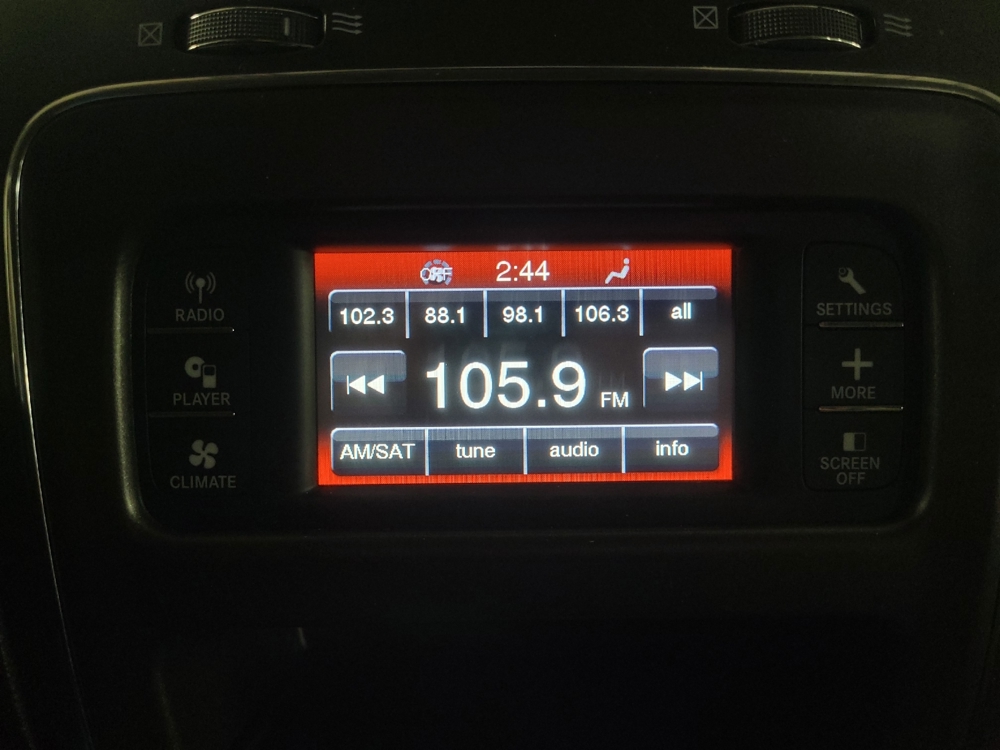 OFF 2:44
102.3 88.1 98.1 106.3 all
105.9 FM
AM/SAT tune audio info
RADIO
PLAYER
CLIMATE
SETTINGS
MORE
SCREEN
OFF